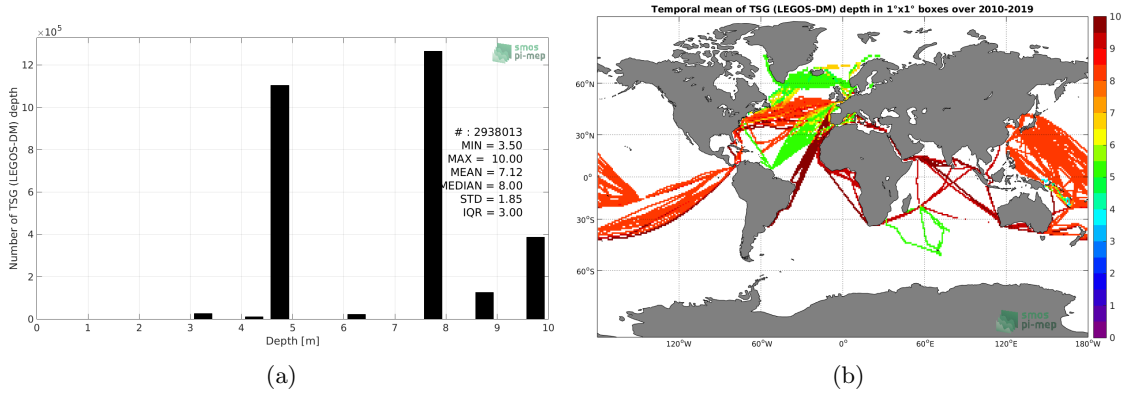 ×10⁵
12
10
8
6
4
2
0
Number of TSG (LEGOS-DM) depth
smos
pi-mep
# : 2938013
MIN = 3.50
MAX = 10.00
MEAN = 7.12
MEDIAN = 8.00
STD = 1.85
IQR = 3.00
0 1 2 3 4 5 6 7 8 9 10
Depth [m]
(a)
Temporal mean of TSG (LEGOS-DM) depth in 1°x1° boxes over 2010-2019
60°N
30°N
0°
30°S
60°S
120°W 60°W 0° 60°E 120°E 180°W
smos
pi-mep
10
9
8
7
6
5
4
3
2
1
0
(b)